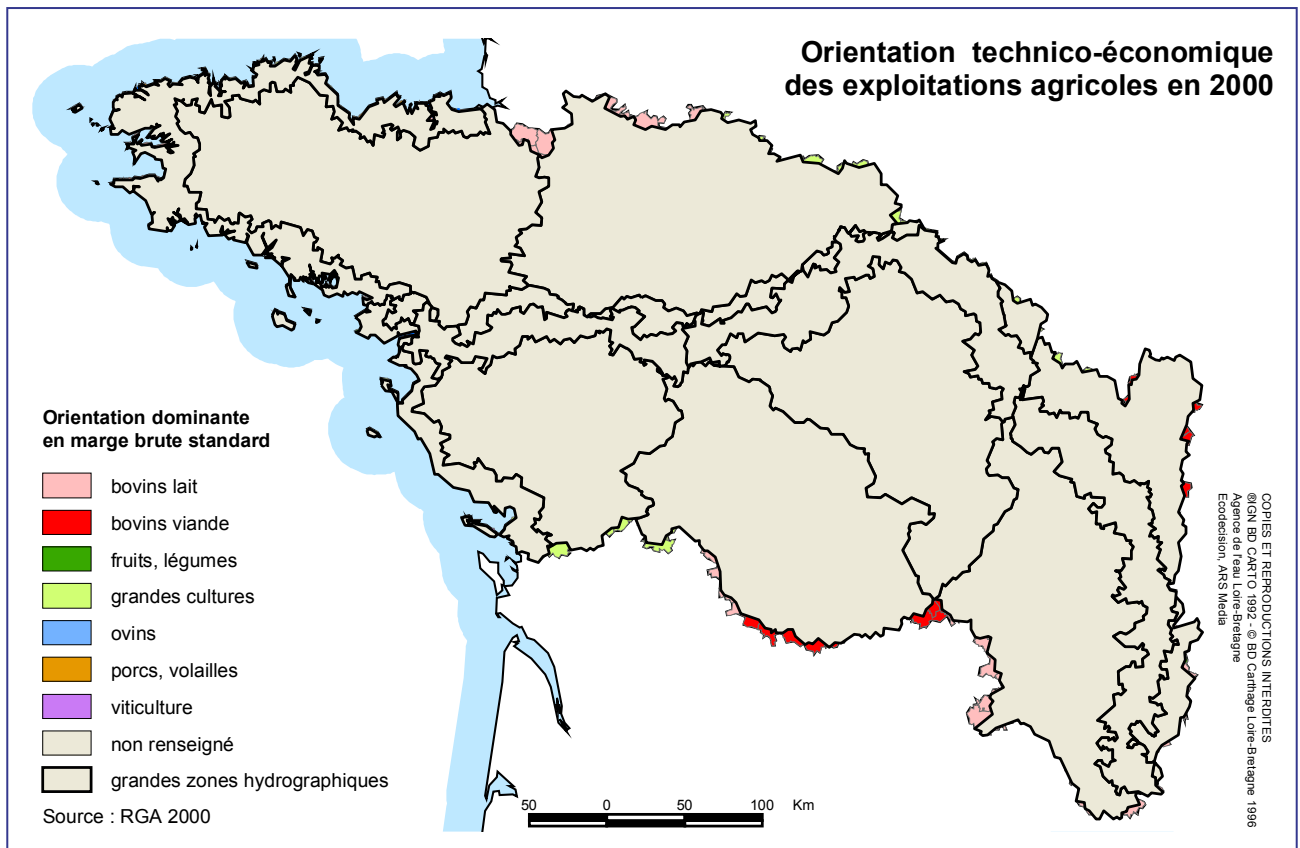 Orientation technico-économique
des exploitations agricoles en 2000
Orientation dominante
en marge brute standard
bovins lait
bovins viande
fruits, légumes
grandes cultures
ovins
porcs, volailles
viticulture
non renseigné
grandes zones hydrographiques
Source : RGA 2000
50 0 50 100 Km
COPIES ET REPRODUCTIONS INTERDITES
©IGN BD CARTO 1992 - © BD Carthage Loire-Bretagne 1996
Agence de l'eau Loire-Bretagne
Ecodecision, ARS Media